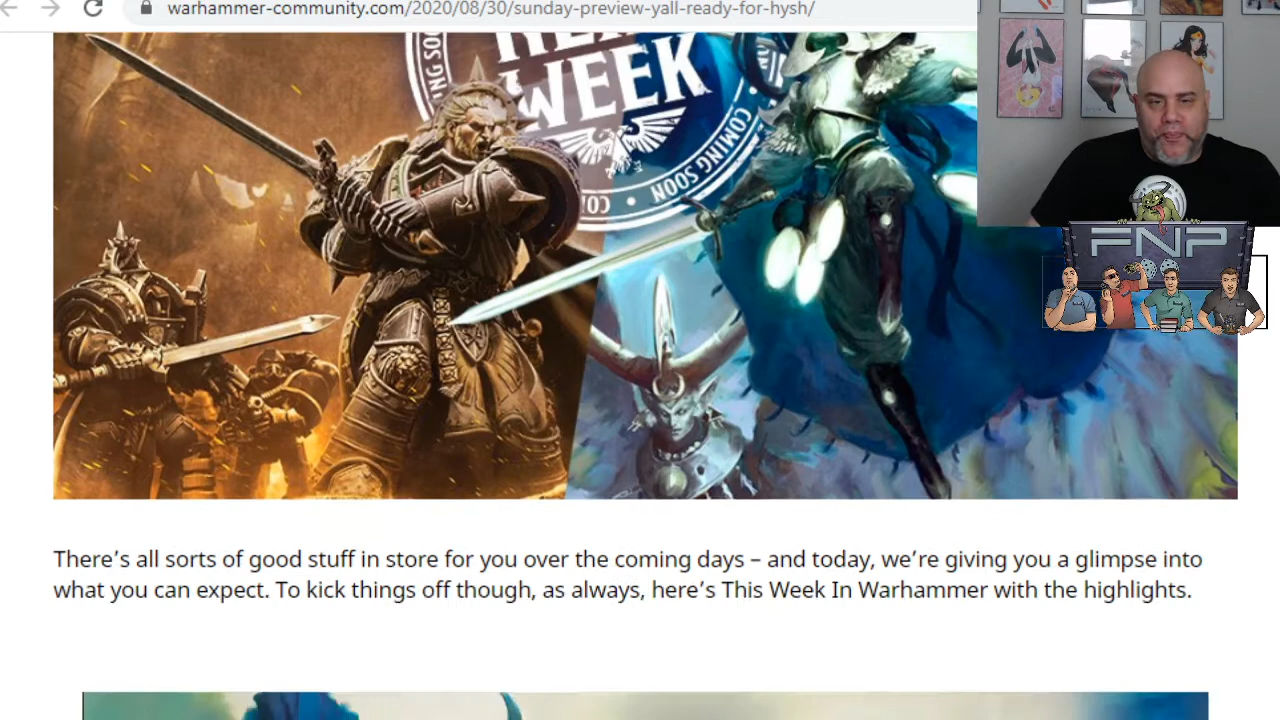 warhammer-community.com/2020/08/30/sunday-preview-yall-ready-for-hysh/
WEEK
COMING SOON
FNP
There’s all sorts of good stuff in store for you over the coming days – and today, we’re giving you a glimpse into
what you can expect. To kick things off though, as always, here’s This Week In Warhammer with the highlights.